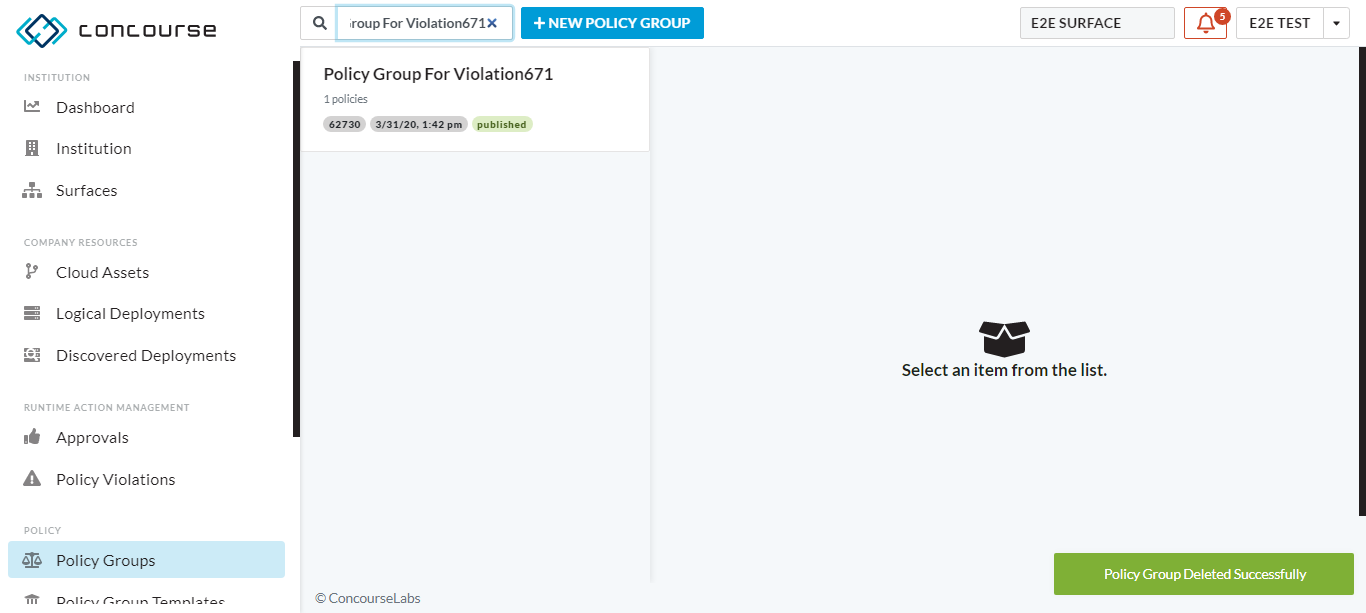 concourse
Group For Violation671
NEW POLICY GROUP
E2E SURFACE
5
E2E TEST
INSTITUTION
Dashboard
Institution
Surfaces
COMPANY RESOURCES
Cloud Assets
Logical Deployments
Discovered Deployments
RUNTIME ACTION MANAGEMENT
Approvals
Policy Violations
POLICY
Policy Groups
Policy Group Templates
Policy Group For Violation671
1 policies
62730 3/31/20, 1:42 pm published
Select an item from the list.
Policy Group Deleted Successfully
© ConcourseLabs